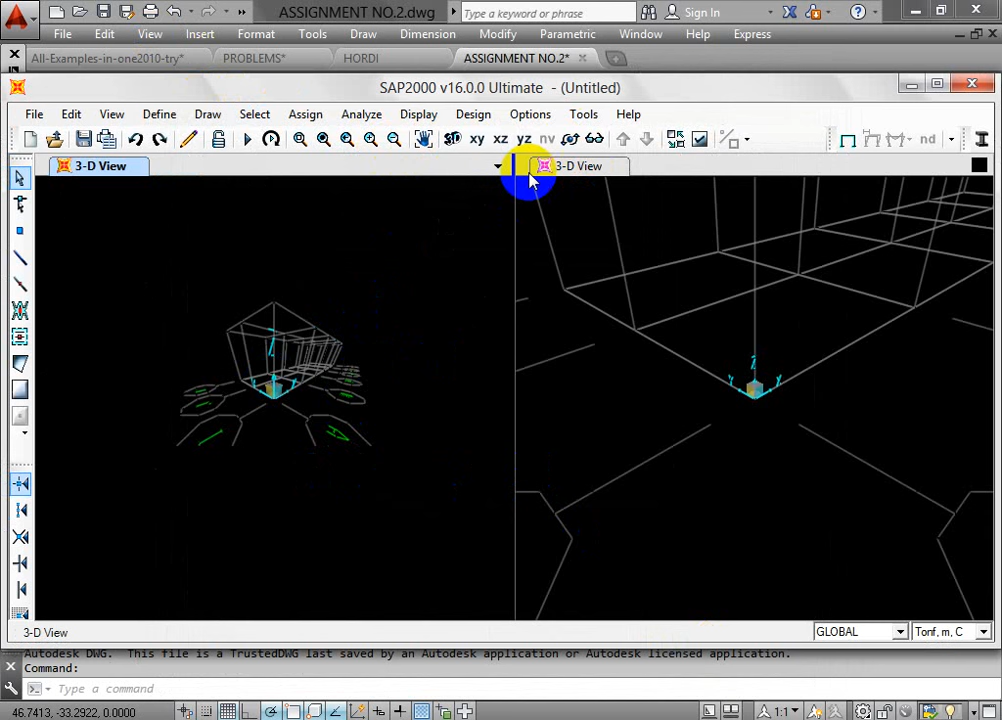 ASSIGNMENT NO.2.dwg
Type a keyword or phrase
Sign In
File Edit View Insert Format Tools Draw Dimension Modify Parametric Window Help Express
All-Examples-in-one2010-try* PROBLEMS* HORDI ASSIGNMENT NO.2*
SAP2000 v16.0.0 Ultimate - (Untitled)
File Edit View Define Draw Select Assign Analyze Display Design Options Tools Help
3D xy xz yz nv nd
3-D View 3-D View
Z
Z
Y
A
3-D View GLOBAL Tonf, m, C
Autodesk DWG. This file is a TrustedDWG last saved by an Autodesk application or Autodesk licensed application.
Command:
Type a command
46.7413, -33.2922, 0.0000 1:1